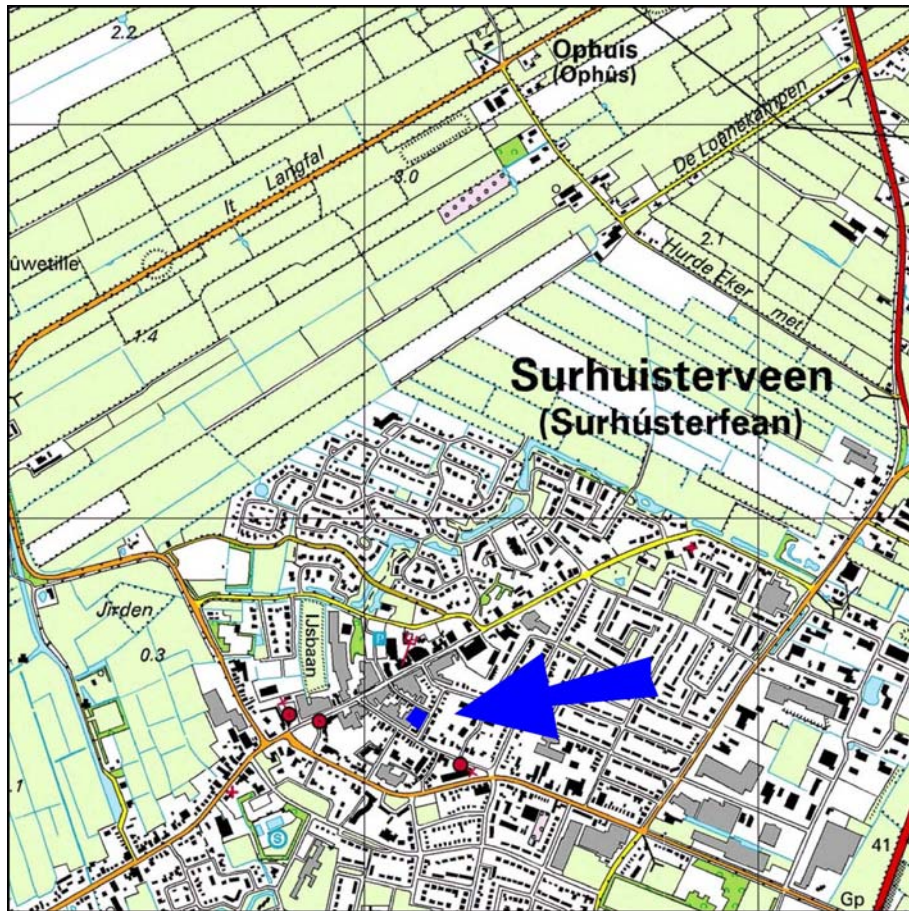 2.2
Ophuis
(Ophûs)
De Loänekampen
It Langfal
3.0
2.1
ûwetille
Hurde Eker met
1.4
Surhuisterveen
(Surhústerfean)
Jirden
IJsbaan
P
0.3
.1
S
41
Gp